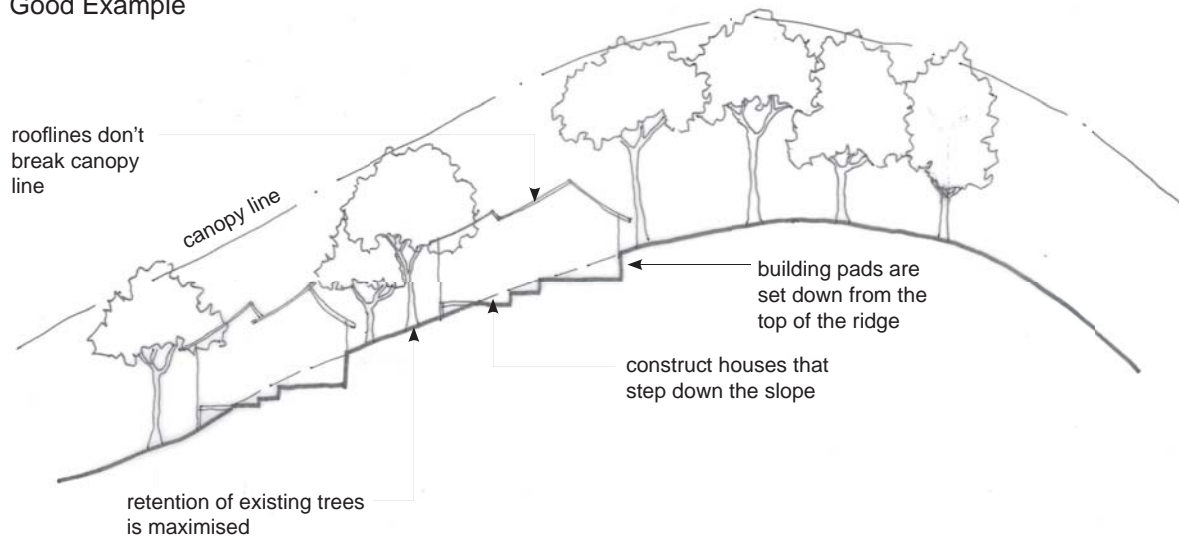 Good Example
rooflines don't
break canopy
line
canopy line
building pads are
set down from the
top of the ridge
construct houses that
step down the slope
retention of existing trees
is maximised